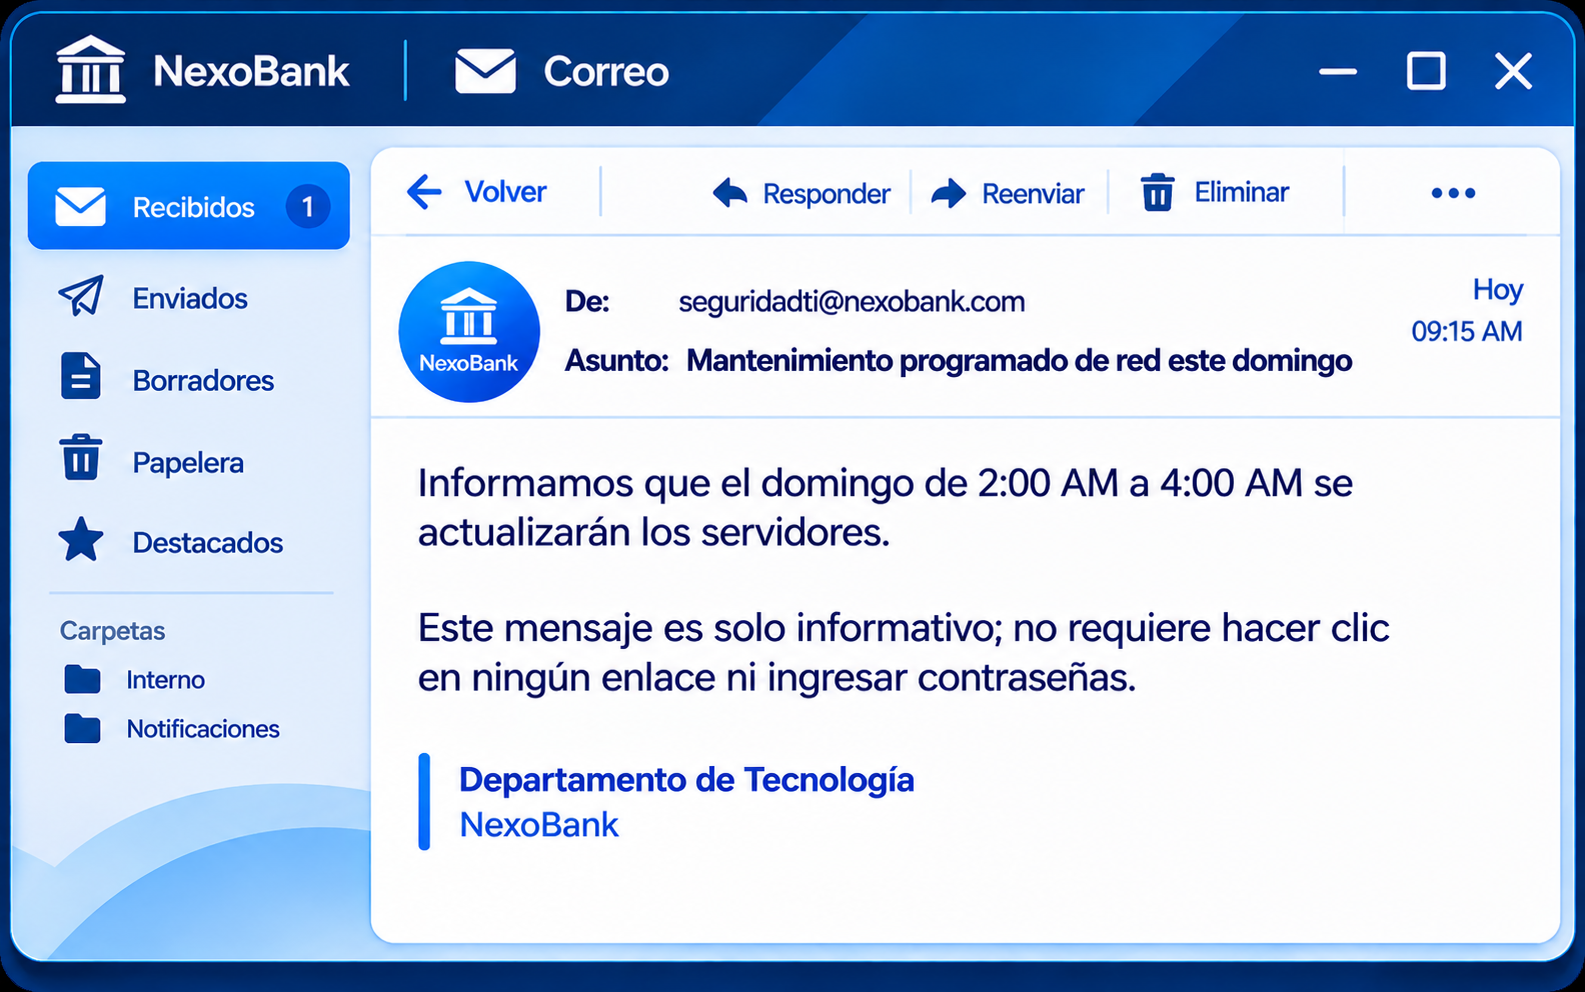 NexoBank
Correo
Recibidos 1
Enviados
Borradores
Papelera
Destacados
Carpetas
Interno
Notificaciones
Volver
Responder
Reenviar
Eliminar
NexoBank
De: seguridadti@nexobank.com
Asunto: Mantenimiento programado de red este domingo
Hoy
09:15 AM
Informamos que el domingo de 2:00 AM a 4:00 AM se
actualizarán los servidores.
Este mensaje es solo informativo; no requiere hacer clic
en ningún enlace ni ingresar contraseñas.
Departamento de Tecnología
NexoBank